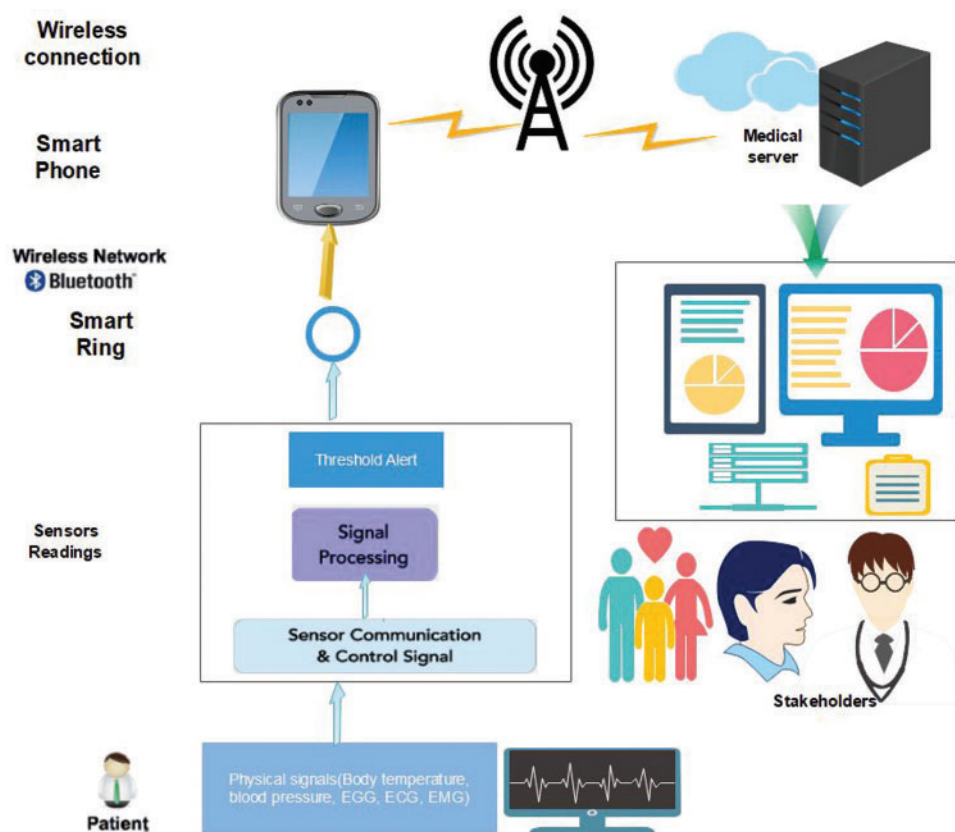 Wireless
connection
Smart
Phone
Medical
server
Wireless Network
Bluetooth™
Smart
Ring
Threshold Alert
Signal
Processing
Sensors
Readings
Sensor Communication
& Control Signal
Stakeholders
Physical signals(Body temperature,
blood pressure, EGG, ECG, EMG)
Patient